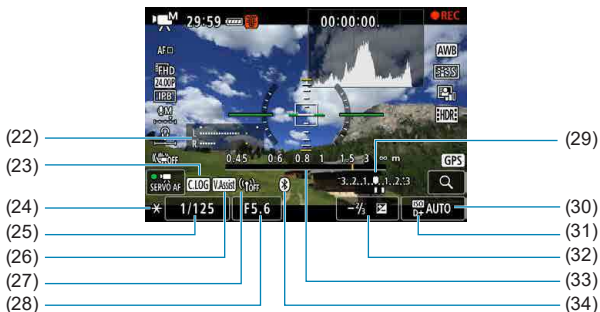 M 29:59 00:00:00. REC
AF
AWB
FHD
24.00P
IPB
M
HDR
L
R
OFF
0.45 0.6 0.8 1 1.5 3 ∞ m
GPS
SERVO AF
C.LOG
V.Assist
OFF
-3..2..1..0..1..2.:3
1/125
F5.6
-⅔
ISO
D+
AUTO
(22)
(23)
(24)
(25)
(26)
(27)
(28)
(29)
(30)
(31)
(32)
(33)
(34)